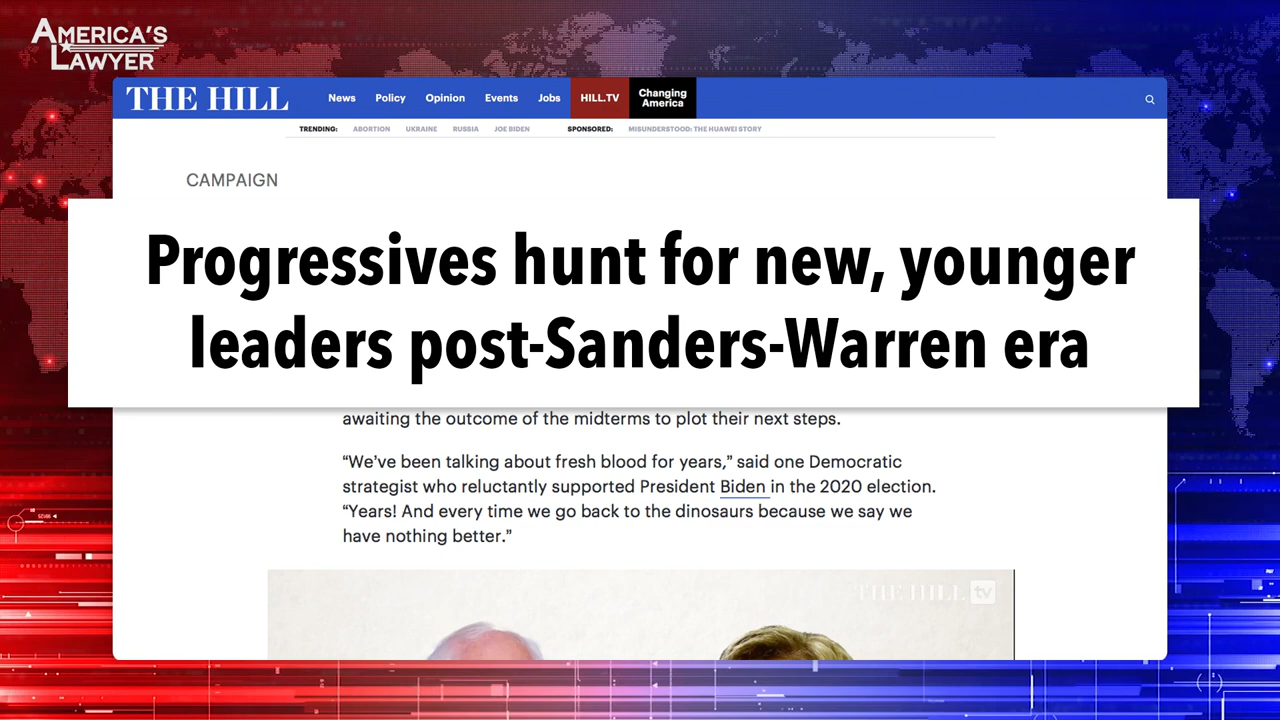 AMERICA'S
LAWYER
THE HILL
News Policy Opinion Events Jobs HILL.TV Changing
America
TRENDING: ABORTION UKRAINE RUSSIA JOE BIDEN SPONSORED: MISUNDERSTOOD: THE HUAWEI STORY
CAMPAIGN
Progressives hunt for new, younger
leaders post-Sanders-Warren era
awaiting the outcome of the midterms to plot their next steps.
“We’ve been talking about fresh blood for years,” said one Democratic
strategist who reluctantly supported President Biden in the 2020 election.
“Years! And every time we go back to the dinosaurs because we say we
have nothing better.”
THE HILL tv